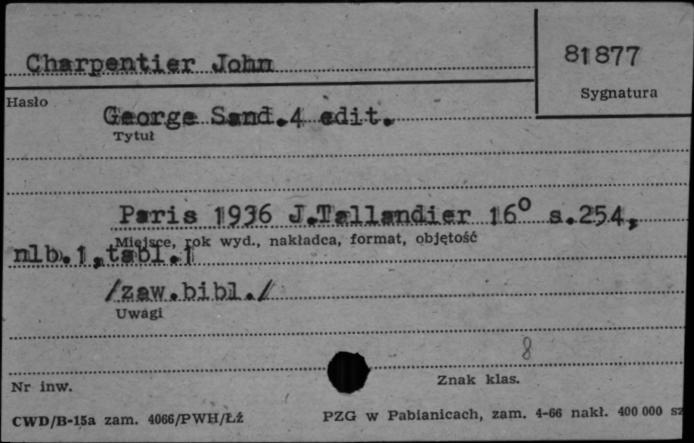 Charpentier John
81877
Hasło
Sygnatura
George Sand.4 edit.
Tytuł
Paris 1936 J.Tallandier 16° s.254,
Miejsce, rok wyd., nakładca, format, objętość
nlb.1,tabl.1
/zaw.bibl./
Uwagi
8
Nr inw.
Znak klas.
CWD/B-15a zam. 4066/PWH/Łź
PZG w Pabianicach, zam. 4-66 nakł. 400 000 sz